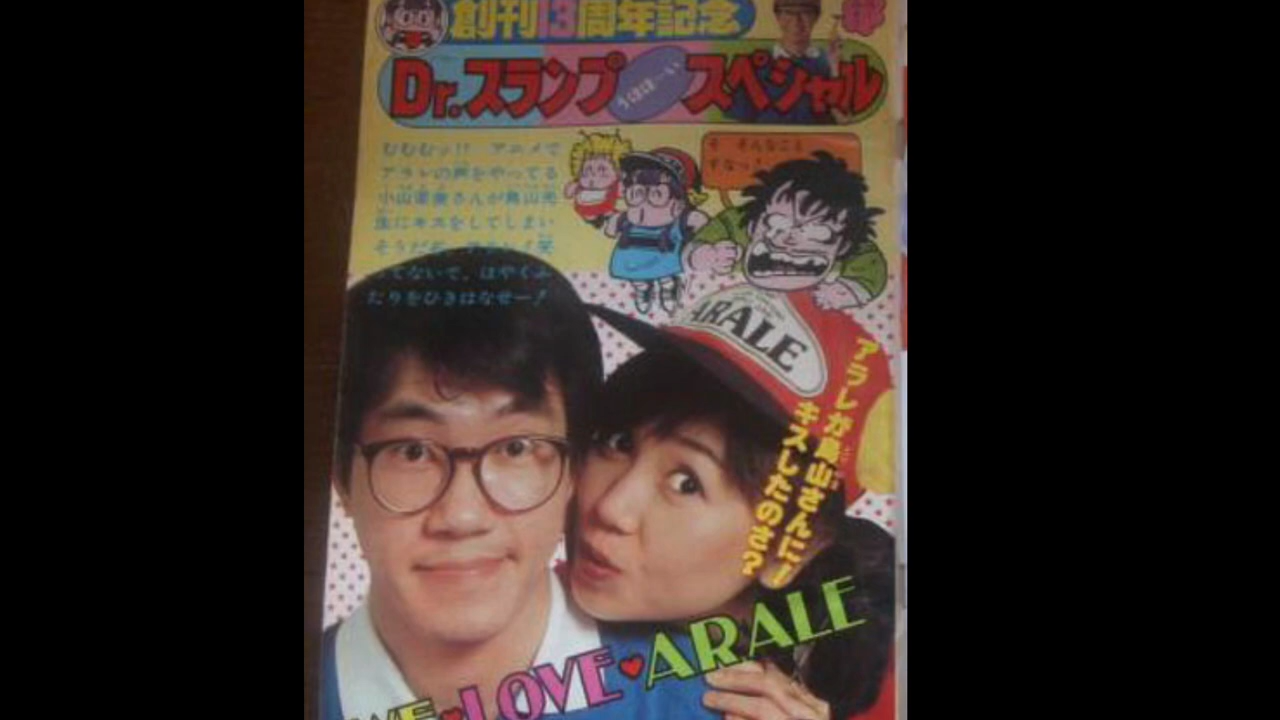 創刊13周年記念
Dr.スランプ
うほほーい
スペシャル
むむむッ!! アニメで
アラレの声をやってる
小山茉美さんが鳥山先
生にキスをしてしまい
てないで、はやくふ
たりをひきはなせー!
そんなこと
すなっ!
ARALE
アラレが鳥山さんに!
キスしたのさ?
WE LOVE ARALE